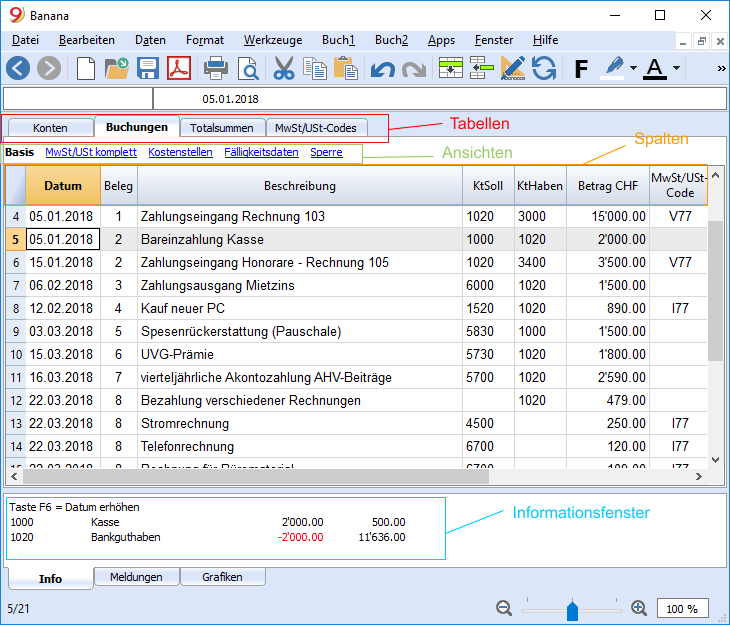 Banana
Datei Bearbeiten Daten Format Werkzeuge Buch1 Buch2 Apps Fenster Hilfe
F A »
05.01.2018
Konten Buchungen Totalsummen MwSt/USt-Codes Tabellen
Spalten
Basis MwSt/USt komplett Kostenstellen Fälligkeitsdaten Sperre Ansichten
Datum Beleg Beschreibung KtSoll KtHaben Betrag CHF MwSt/USt-
Code
4 05.01.2018 1 Zahlungseingang Rechnung 103 1020 3000 15'000.00 V77
5 05.01.2018 2 Bareinzahlung Kasse 1000 1020 2'000.00
6 15.01.2018 2 Zahlungseingang Honorare - Rechnung 105 1020 3400 3'500.00 V77
7 06.02.2018 3 Zahlungsausgang Mietzins 6000 1020 1'500.00
8 12.02.2018 4 Kauf neuer PC 1520 1020 890.00 I77
9 03.03.2018 5 Spesenrückerstattung (Pauschale) 5830 1000 1'500.00
10 15.03.2018 6 UVG-Prämie 5730 1020 1'800.00
11 16.03.2018 7 vierteljährliche Akontozahlung AHV-Beiträge 5700 1020 2'590.00
12 22.03.2018 8 Bezahlung verschiedener Rechnungen 1020 479.00
13 22.03.2018 8 Stromrechnung 4500 250.00 I77
14 22.03.2018 8 Telefonrechnung 6700 120.00 I77
15 22.03.2018 8 Rechnung für Büromaterial 6700 109.00 I77
Taste F6 = Datum erhöhen
1000 Kasse 2'000.00 500.00
1020 Bankguthaben -2'000.00 11'636.00
Informationsfenster
Info Meldungen Grafiken
5/21 100 %